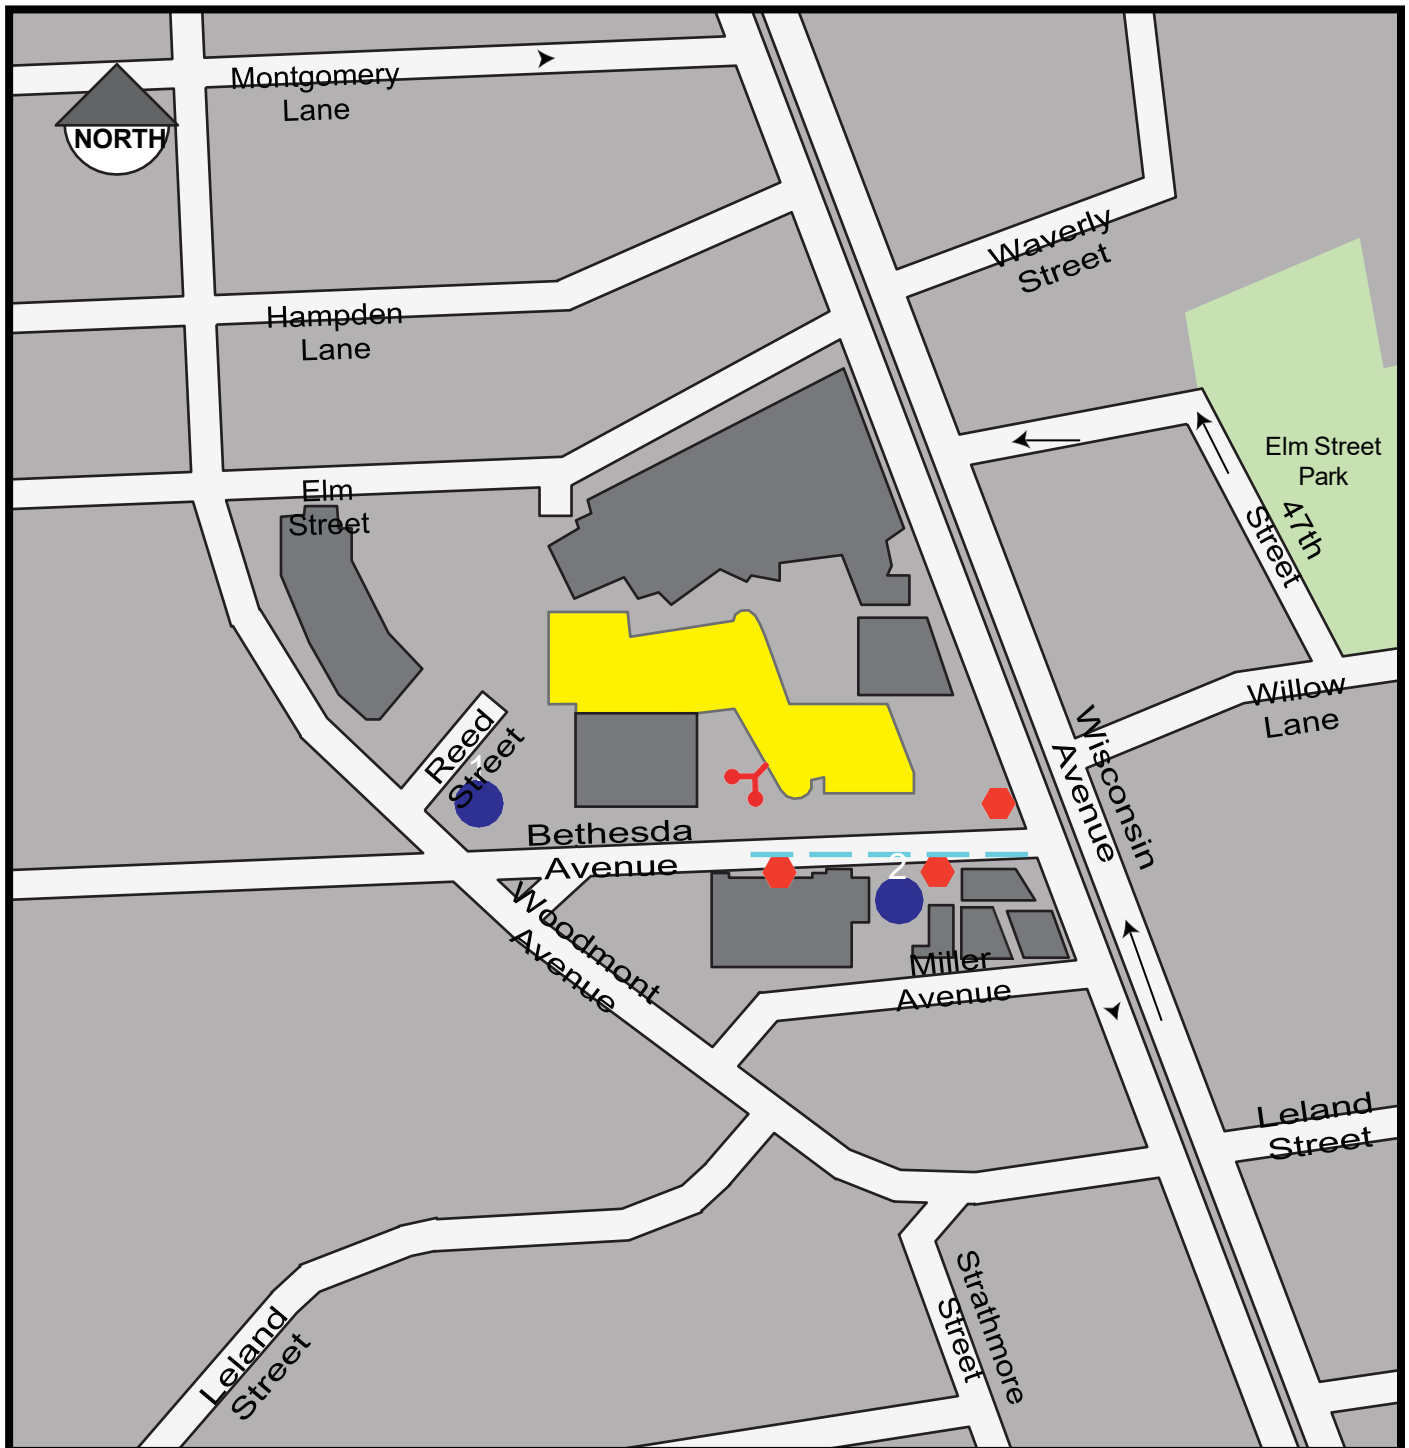 Montgomery
Lane
NORTH
Waverly
Street
Hampden
Lane
Elm Street
Park
Elm
Street
47th
Street
Willow
Lane
Reed
Street
1
Wisconsin
Avenue
Bethesda
Avenue
2
Woodmont
Avenue
Miller
Avenue
Leland
Street
Strathmore
Street
Leland
Street